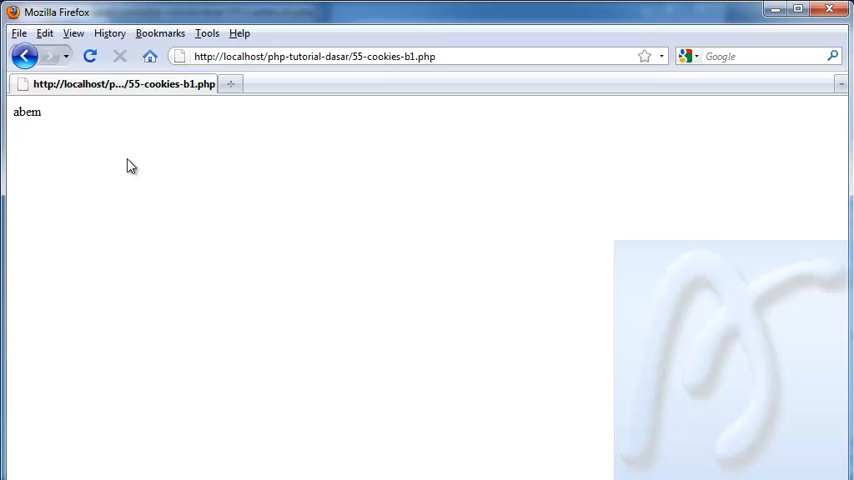 Mozilla Firefox
File Edit View History Bookmarks Tools Help
http://localhost/php-tutorial-dasar/55-cookies-b1.php
Google
http://localhost/p.../55-cookies-b1.php
abem